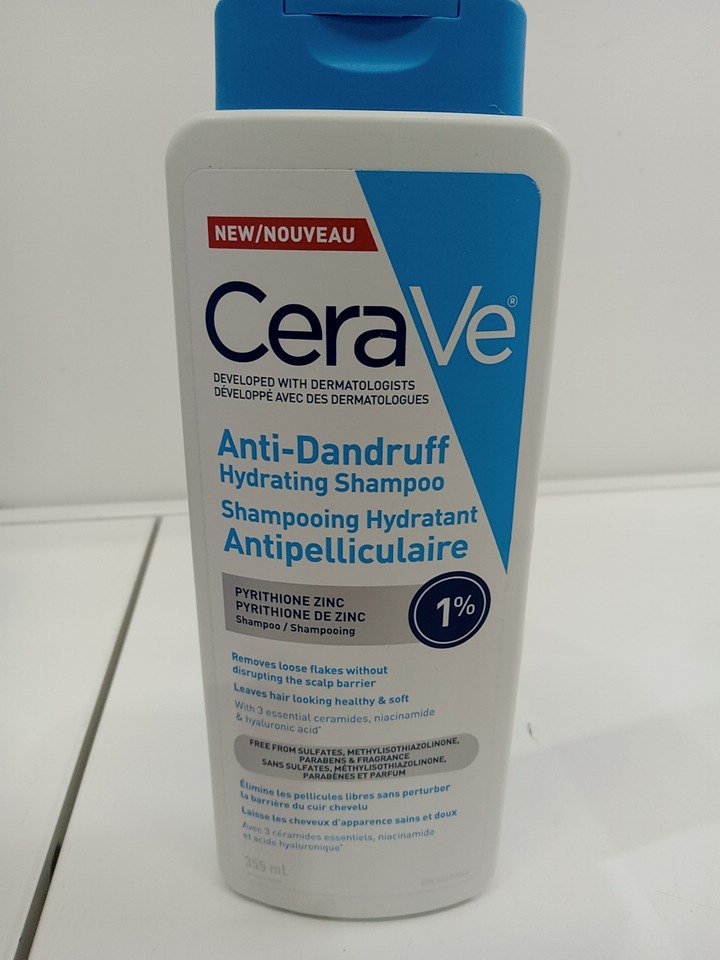 NEW/NOUVEAU
CeraVe®
DEVELOPED WITH DERMATOLOGISTS
DÉVELOPPÉ AVEC DES DERMATOLOGUES
Anti-Dandruff
Hydrating Shampoo
Shampooing Hydratant
Antipelliculaire
PYRITHIONE ZINC
PYRITHIONE DE ZINC
Shampoo / Shampooing
1%
Removes loose flakes without
disrupting the scalp barrier
Leaves hair looking healthy & soft
With 3 essential ceramides, niacinamide
& hyaluronic acid*
FREE FROM SULFATES, METHYLISOTHIAZOLINONE,
PARABENS & FRAGRANCE
SANS SULFATES, MÉTHYLISOTHIAZOLINONE,
PARABÈNES ET PARFUM
Élimine les pellicules libres sans perturber
la barrière du cuir chevelu
Laisse les cheveux d'apparence sains et doux
Avec 3 céramides essentiels, niacinamide
et acide hyaluronique*
355 mL